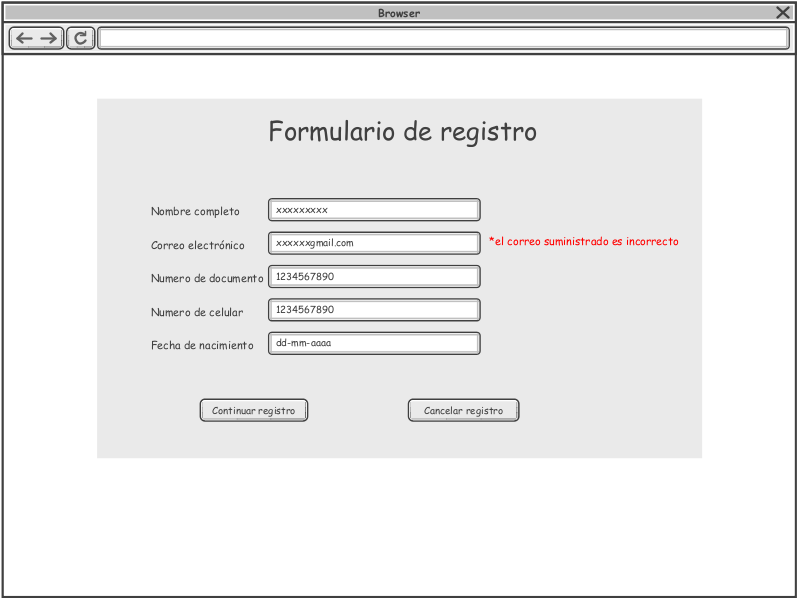 Browser
Formulario de registro
Nombre completo xxxxxxxxx
Correo electrónico xxxxxxgmail.com *el correo suministrado es incorrecto
Numero de documento 1234567890
Numero de celular 1234567890
Fecha de nacimiento dd-mm-aaaa
Continuar registro Cancelar registro